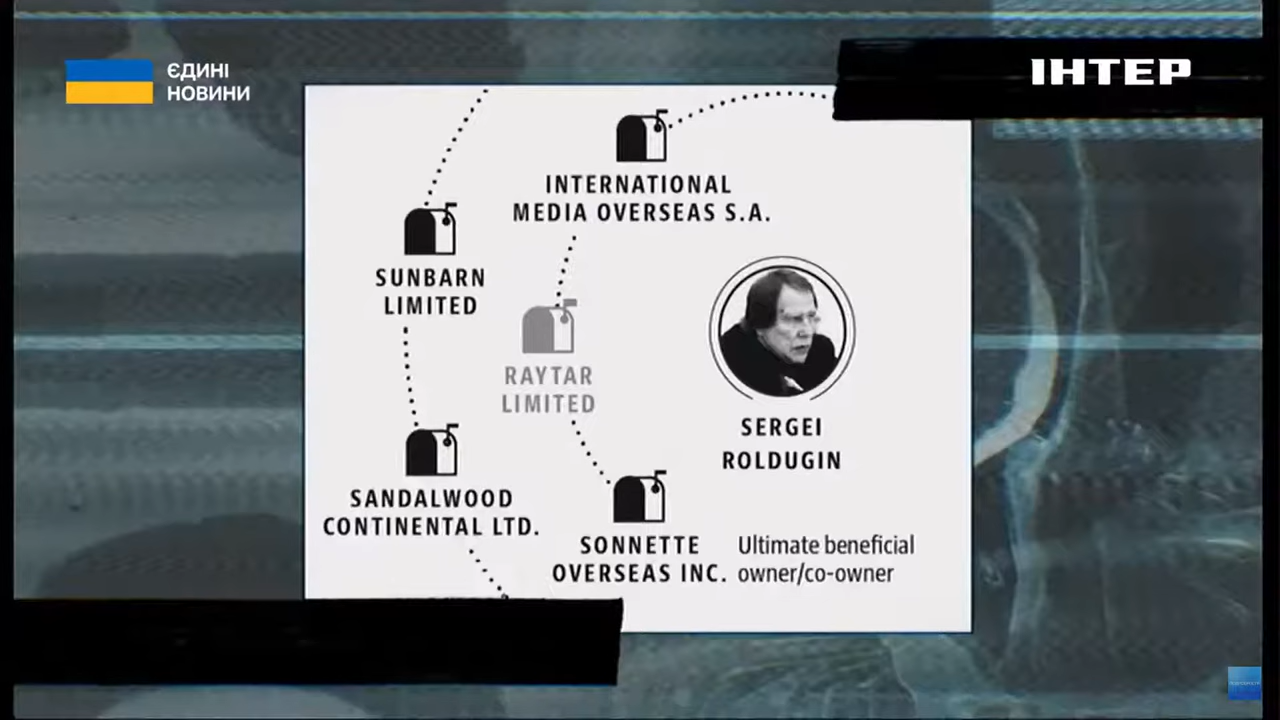 ЄДИНІ
НОВИНИ
ІНТЕР
INTERNATIONAL
MEDIA OVERSEAS S.A.
SUNBARN
LIMITED
RAYTAR
LIMITED
SERGEI
ROLDUGIN
SANDALWOOD
CONTINENTAL LTD.
SONNETTE
OVERSEAS INC.
Ultimate beneficial
owner/co-owner